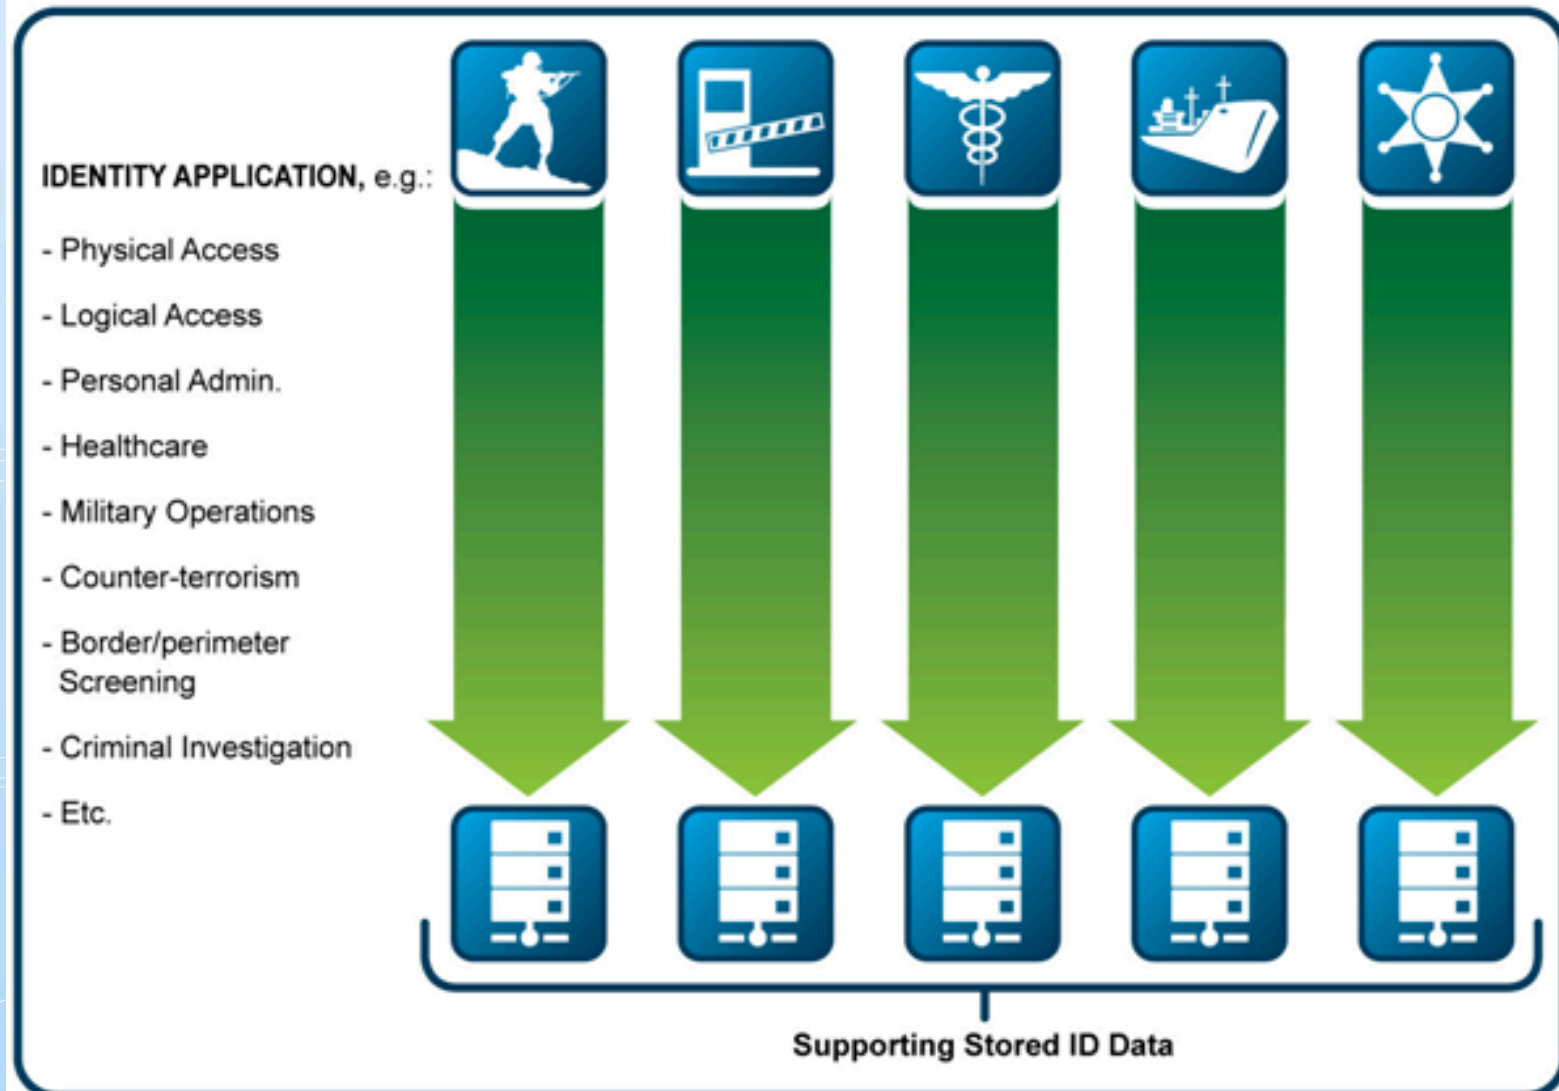 IDENTITY APPLICATION, e.g.:
- Physical Access
- Logical Access
- Personal Admin.
- Healthcare
- Military Operations
- Counter-terrorism
- Border/perimeter
Screening
- Criminal Investigation
- Etc.
Supporting Stored ID Data